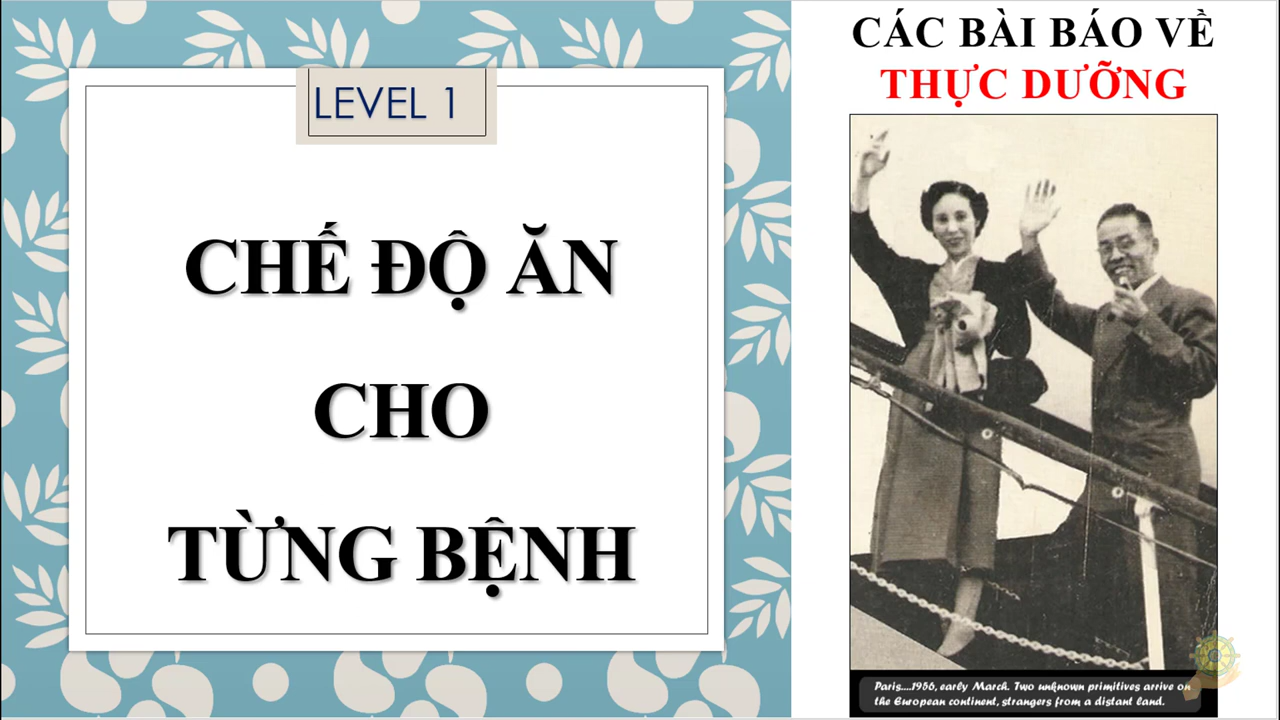 LEVEL 1
CHẾ ĐỘ ĂN
CHO
TỪNG BỆNH
CÁC BÀI BÁO VỀ
THỰC DƯỠNG
Paris....1956, early March. Two unknown primitives arrive on
the European continent, strangers from a distant land.